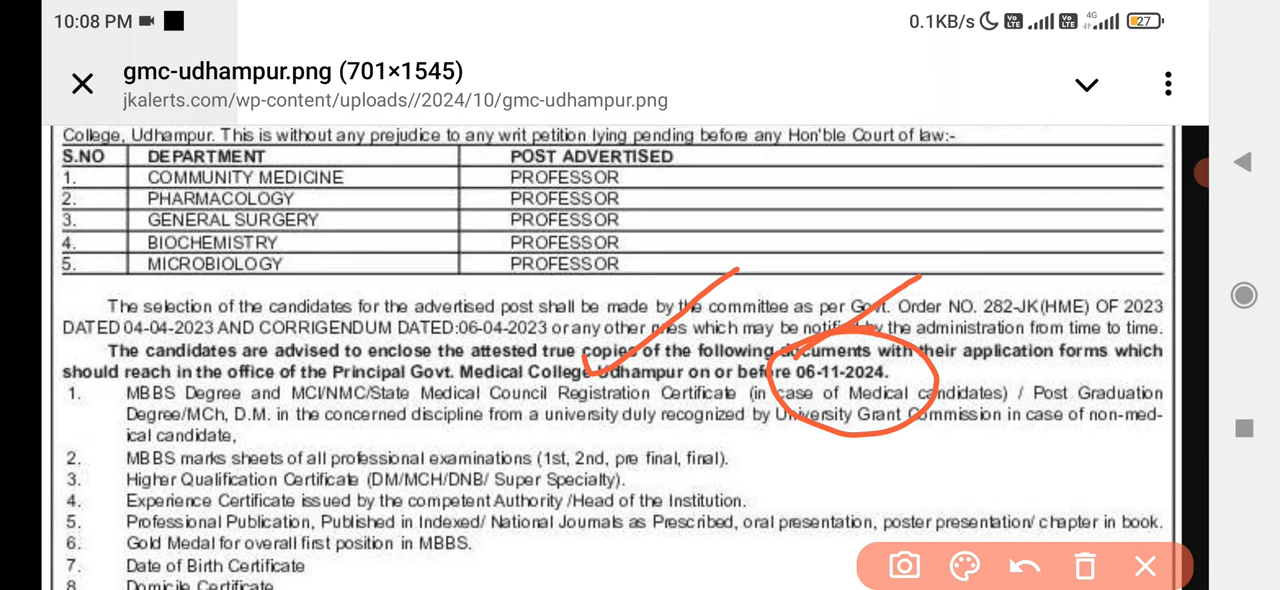 10:08 PM
0.1KB/s Vo LTE Vo LTE 4G 27
gmc-udhampur.png (701×1545)
jkalerts.com/wp-content/uploads//2024/10/gmc-udhampur.png
College, Udhampur. This is without any prejudice to any writ petition lying pending before any Hon'ble Court of law:-
S.NO DEPARTMENT POST ADVERTISED
1. COMMUNITY MEDICINE PROFESSOR
2. PHARMACOLOGY PROFESSOR
3. GENERAL SURGERY PROFESSOR
4. BIOCHEMISTRY PROFESSOR
5. MICROBIOLOGY PROFESSOR
The selection of the candidates for the advertised post shall be made by the committee as per Govt. Order NO. 282-JK(HME) OF 2023
DATED 04-04-2023 AND CORRIGENDUM DATED:06-04-2023 or any other rules which may be notified by the administration from time to time.
The candidates are advised to enclose the attested true copies of the following documents with their application forms which
should reach in the office of the Principal Govt. Medical College Udhampur on or before 06-11-2024.
1. MBBS Degree and MCI/NMC/State Medical Council Registration Certificate (in case of Medical candidates) / Post Graduation
Degree/MCh, D.M. in the concerned discipline from a university duly recognized by University Grant Commission in case of non-med-
ical candidate,
2. MBBS marks sheets of all professional examinations (1st, 2nd, pre final, final).
3. Higher Qualification Certificate (DM/MCH/DNB/ Super Specialty).
4. Experience Certificate issued by the competent Authority /Head of the Institution.
5. Professional Publication, Published in Indexed/ National Journals as Prescribed, oral presentation, poster presentation/ chapter in book.
6. Gold Medal for overall first position in MBBS.
7. Date of Birth Certificate
8. Domicile Certificate